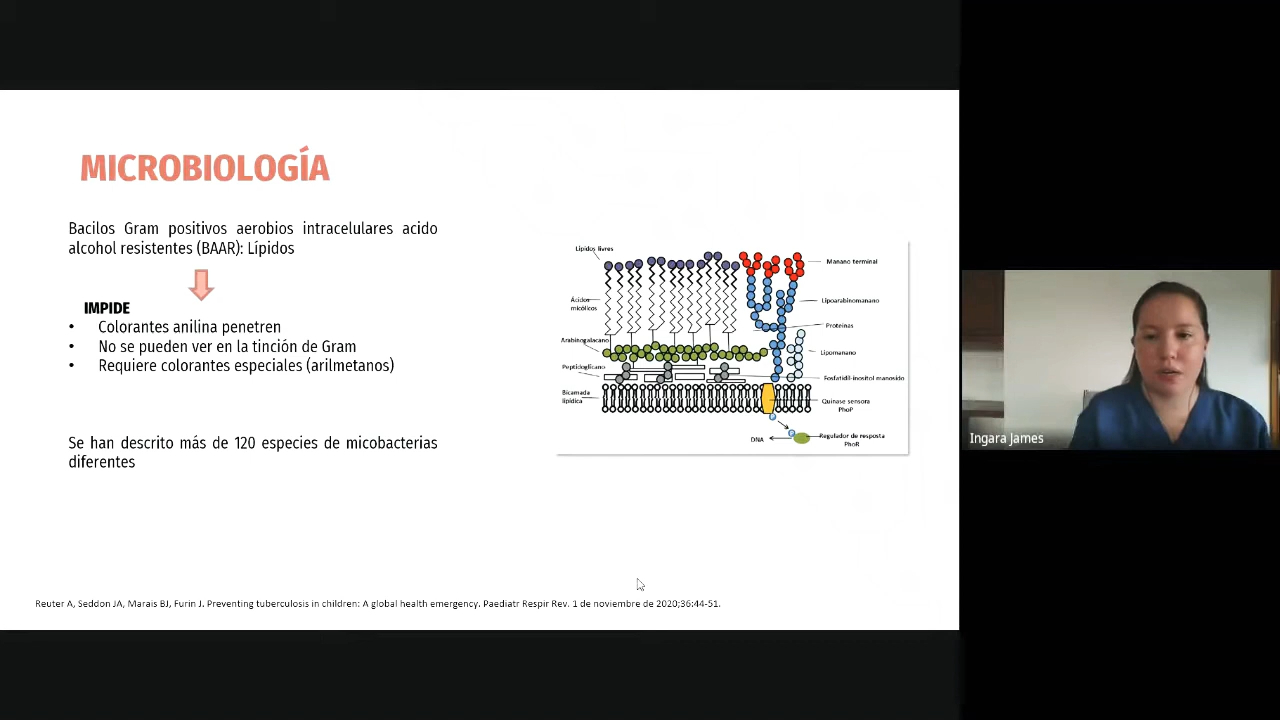 MICROBIOLOGÍA
Bacilos Gram positivos aerobios intracelulares acido
alcohol resistentes (BAAR): Lípidos
IMPIDE
• Colorantes anilina penetren
• No se pueden ver en la tinción de Gram
• Requiere colorantes especiales (arilmetanos)
Se han descrito más de 120 especies de micobacterias
diferentes
Lípidos livres
Ácidos
micólicos
Arabinogalacano
Peptidoglicano
Bicamada
lipídica
Manano terminal
Lipoarabinomanano
Proteínas
Lipomanano
Fosfatidil-inositol manosido
Quinase sensora
PhoP
P
P
DNA
Regulador de resposta
PhoR
Reuter A, Seddon JA, Marais BJ, Furin J. Preventing tuberculosis in children: A global health emergency. Paediatr Respir Rev. 1 de noviembre de 2020;36:44-51.
Ingara James